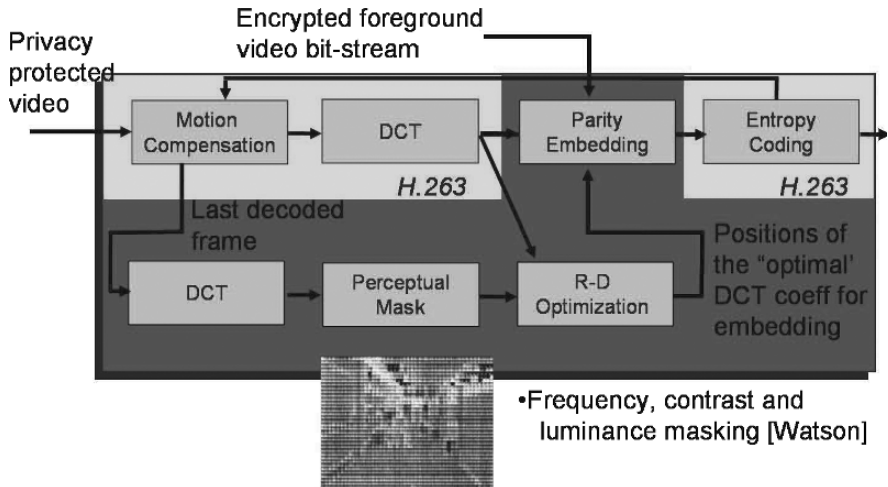 Encrypted foreground
video bit-stream
Privacy
protected
video
Motion
Compensation
DCT
Parity
Embedding
Entropy
Coding
H.263
H.263
Last decoded
frame
DCT
Perceptual
Mask
R-D
Optimization
Positions of
the “optimal’
DCT coeff for
embedding
•Frequency, contrast and
luminance masking [Watson]